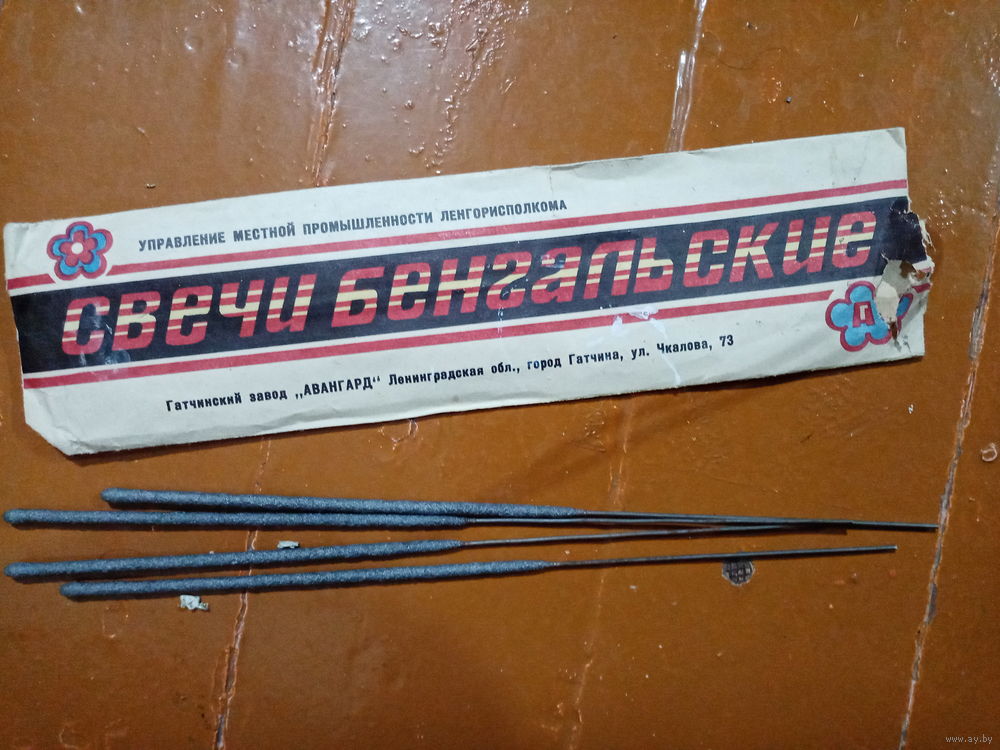 УПРАВЛЕНИЕ МЕСТНОЙ ПРОМЫШЛЕННОСТИ ЛЕНГОРИСПОЛКОМА
СВЕЧИ БЕНГАЛЬСКИЕ
Гатчинский завод „АВАНГАРД“ Ленинградская обл., город Гатчина, ул. Чкалова, 73
www.ay.by